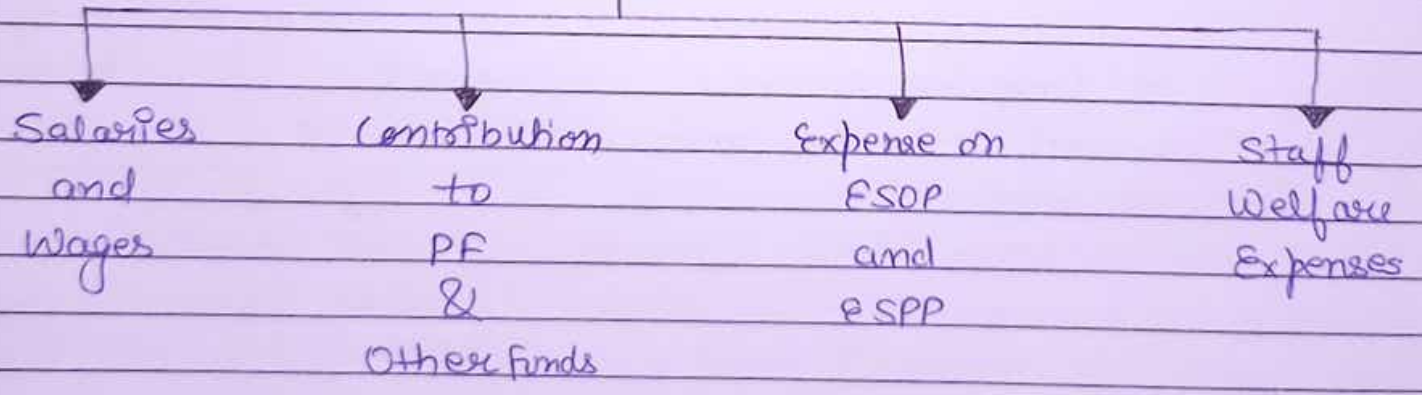 Salaries
and
Wages
Contribution
to
PF
&
Other Funds
Expense on
ESOP
and
ESPP
Staff
Welfare
Expenses